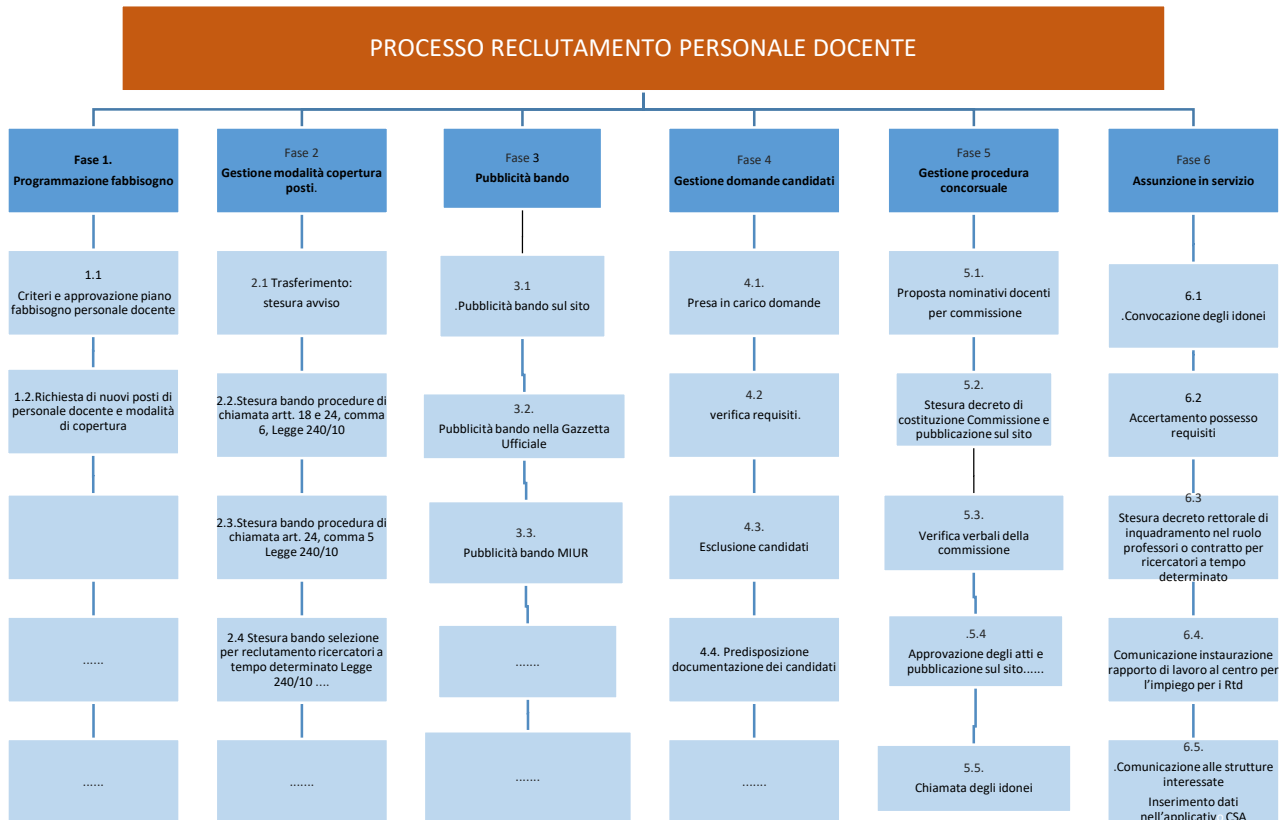 PROCESSO RECLUTAMENTO PERSONALE DOCENTE
Fase 1.
Programmazione fabbisogno
1.1
Criteri e approvazione piano
fabbisogno personale docente
1.2.Richiesta di nuovi posti di
personale docente e modalità
di copertura
......
......
Fase 2
Gestione modalità copertura
posti.
2.1 Trasferimento:
stesura avviso
2.2.Stesura bando procedure di
chiamata artt. 18 e 24, comma
6, Legge 240/10
2.3.Stesura bando procedura di
chiamata art. 24, comma 5
Legge 240/10
2.4 Stesura bando selezione
per reclutamento ricercatori a
tempo determinato Legge
240/10 ....
.......
Fase 3
Pubblicità bando
3.1
.Pubblicità bando sul sito
3.2.
Pubblicità bando nella Gazzetta
Ufficiale
3.3.
Pubblicità bando MIUR
.......
.......
Fase 4
Gestione domande candidati
4.1.
Presa in carico domande
4.2
verifica requisiti.
4.3.
Esclusione candidati
4.4. Predisposizione
documentazione dei candidati
.......
Fase 5
Gestione procedura
concorsuale
5.1.
Proposta nominativi docenti
per commissione
5.2.
Stesura decreto di
costituzione Commissione e
pubblicazione sul sito
5.3.
Verifica verbali della
commissione
.5.4
Approvazione degli atti e
pubblicazione sul sito......
5.5.
Chiamata degli idonei
Fase 6
Assunzione in servizio
6.1
.Convocazione degli idonei
6.2
Accertamento possesso
requisiti
6.3
Stesura decreto rettorale di
inquadramento nel ruolo
professori o contratto per
ricercatori a tempo
determinato
6.4.
Comunicazione instaurazione
rapporto di lavoro al centro per
l'impiego per i Rtd
6.5.
.Comunicazione alle strutture
interessate
Inserimento dati
nell'applicativo CSA